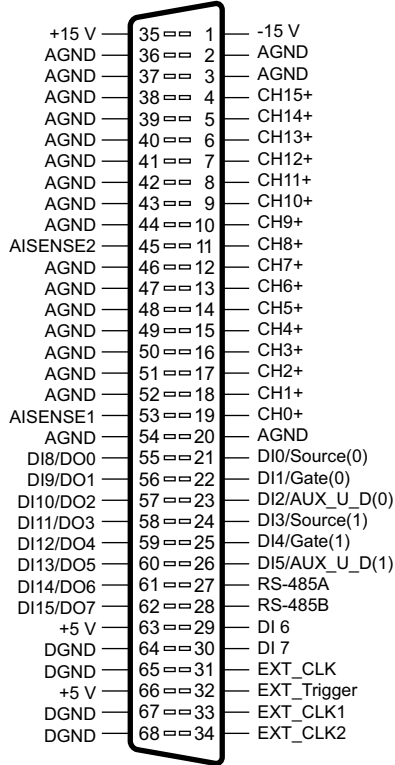 +15 V 35 1 -15 V
AGND 36 2 AGND
AGND 37 3 AGND
AGND 38 4 CH15+
AGND 39 5 CH14+
AGND 40 6 CH13+
AGND 41 7 CH12+
AGND 42 8 CH11+
AGND 43 9 CH10+
AGND 44 10 CH9+
AISENSE2 45 11 CH8+
AGND 46 12 CH7+
AGND 47 13 CH6+
AGND 48 14 CH5+
AGND 49 15 CH4+
AGND 50 16 CH3+
AGND 51 17 CH2+
AGND 52 18 CH1+
AISENSE1 53 19 CH0+
AGND 54 20 AGND
DI8/DO0 55 21 DI0/Source(0)
DI9/DO1 56 22 DI1/Gate(0)
DI10/DO2 57 23 DI2/AUX_U_D(0)
DI11/DO3 58 24 DI3/Source(1)
DI12/DO4 59 25 DI4/Gate(1)
DI13/DO5 60 26 DI5/AUX_U_D(1)
DI14/DO6 61 27 RS-485A
DI15/DO7 62 28 RS-485B
+5 V 63 29 DI 6
DGND 64 30 DI 7
DGND 65 31 EXT_CLK
+5 V 66 32 EXT_Trigger
DGND 67 33 EXT_CLK1
DGND 68 34 EXT_CLK2